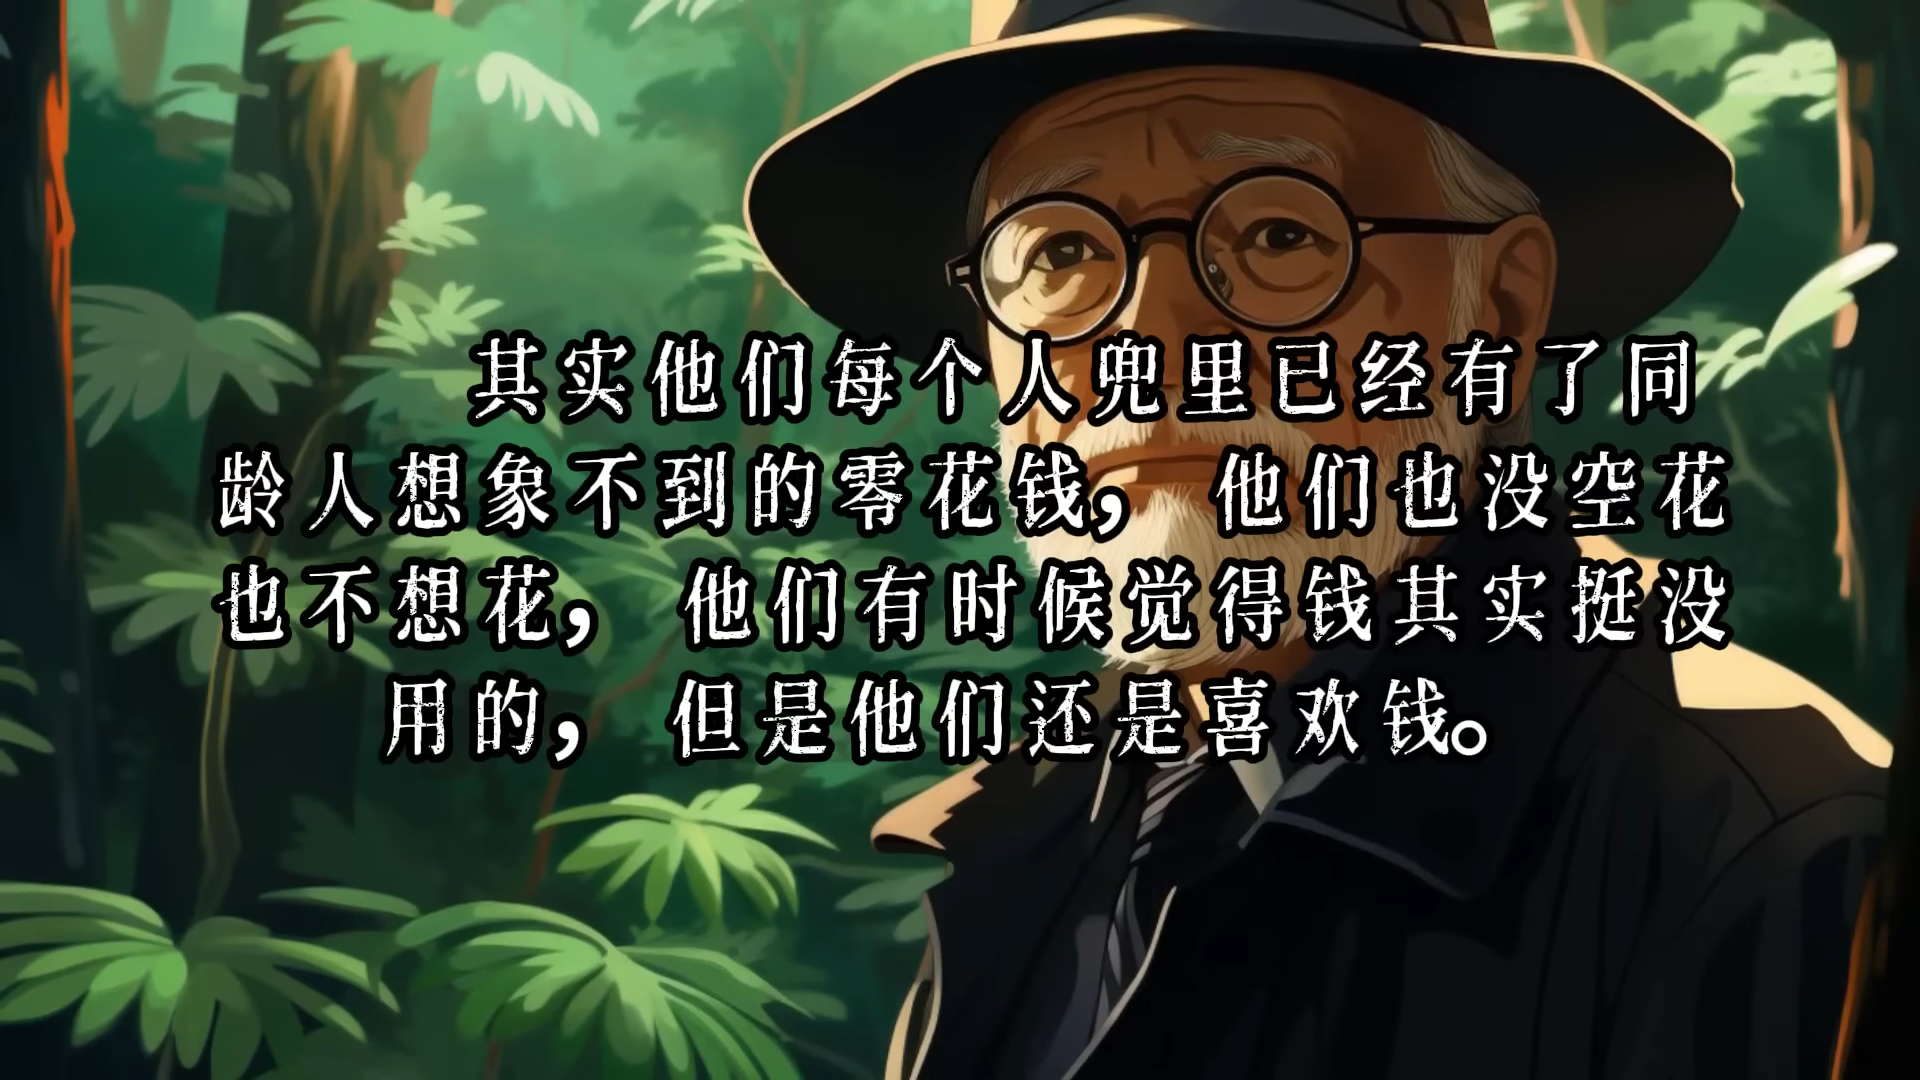 其实他们每个人兜里已经有了同
龄人想象不到的零花钱，他们也没空花
也不想花，他们有时候觉得钱其实挺没
用的，但是他们还是喜欢钱。